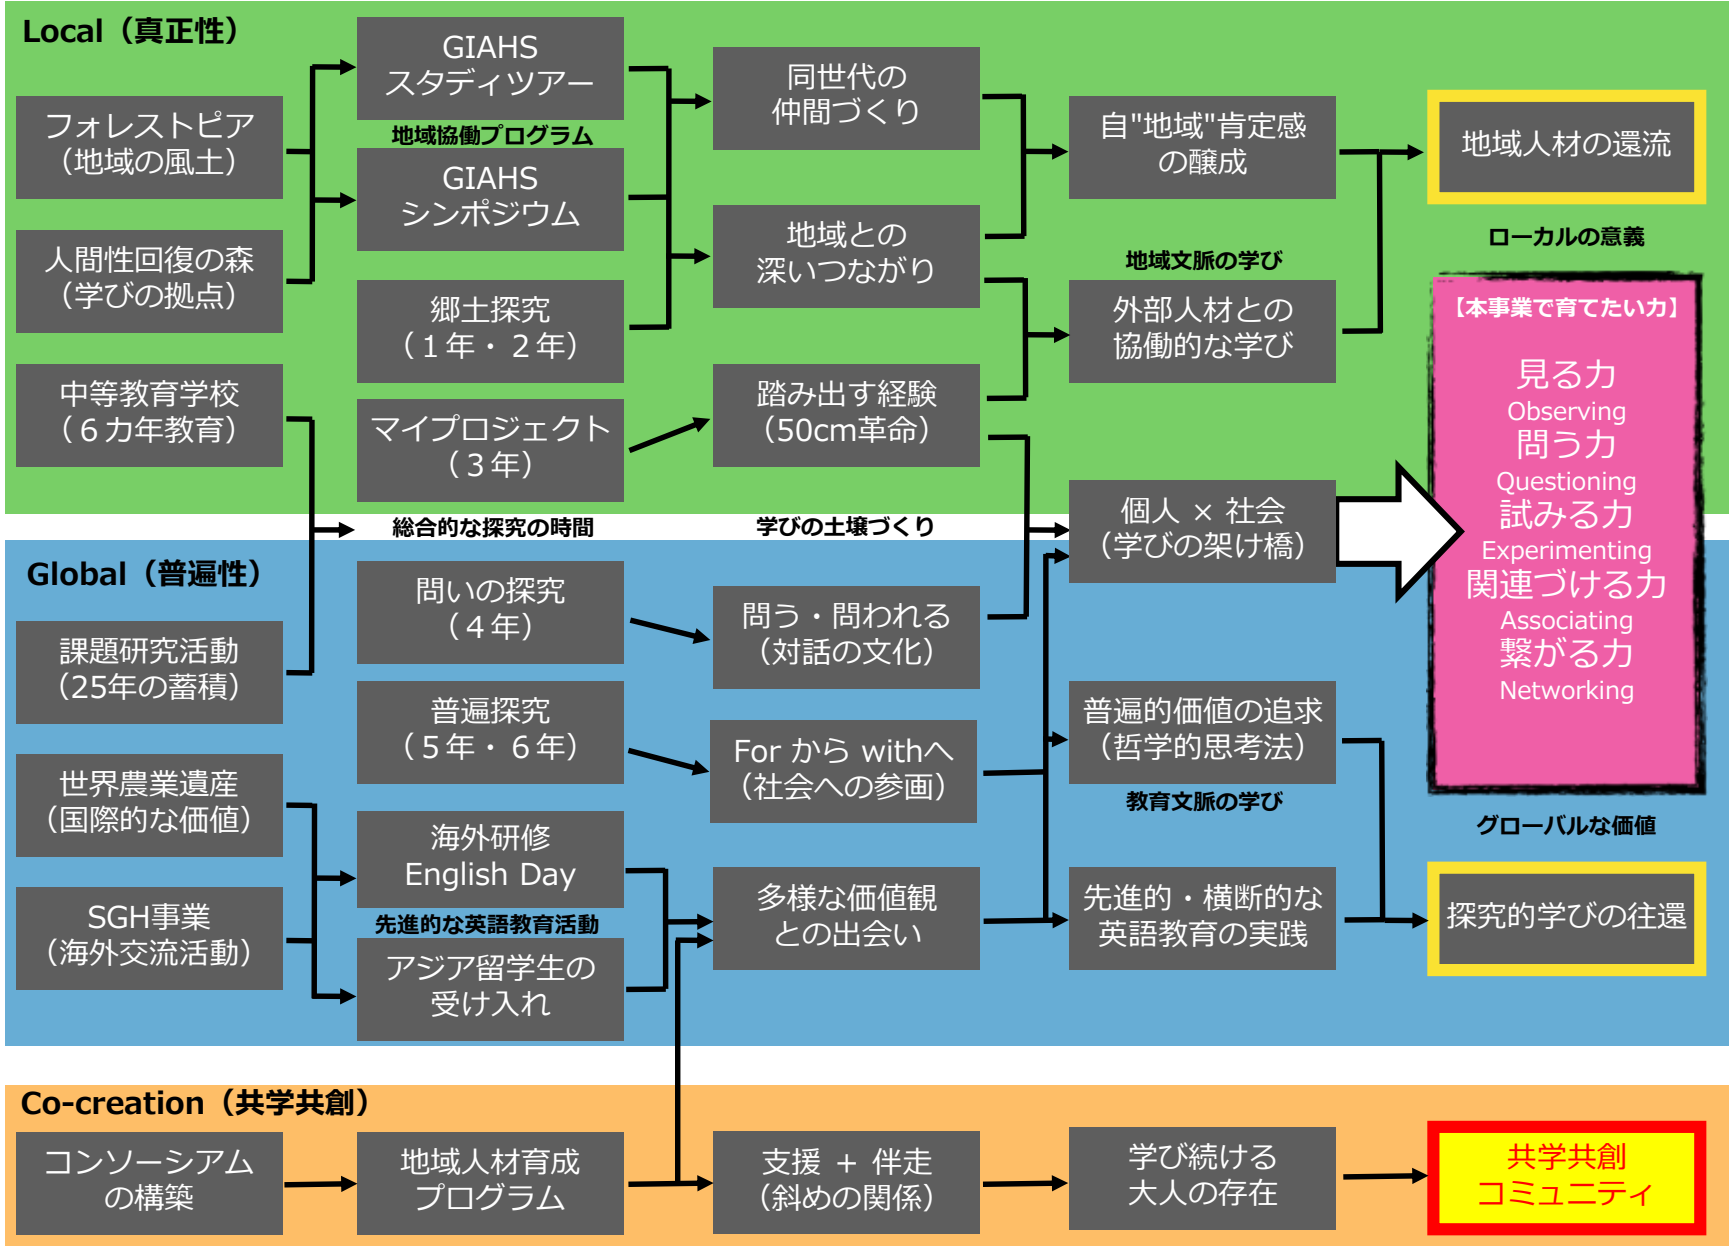 Local（真正性）
フォレストピア
（地域の風土）
人間性回復の森
（学びの拠点）
中等教育学校
（６カ年教育）
GIAHS
スタディツアー
地域協働プログラム
GIAHS
シンポジウム
郷土探究
（１年・２年）
マイプロジェクト
（３年）
総合的な探究の時間
同世代の
仲間づくり
地域との
深いつながり
踏み出す経験
（50cm革命）
学びの土壌づくり
自"地域"肯定感
の醸成
地域文脈の学び
外部人材との
協働的な学び
個人 × 社会
（学びの架け橋）
地域人材の還流
ローカルの意義
【本事業で育てたい力】
見る力
Observing
問う力
Questioning
試みる力
Experimenting
関連づける力
Associating
繋がる力
Networking
Global（普遍性）
課題研究活動
（25年の蓄積）
世界農業遺産
（国際的な価値）
SGH事業
（海外交流活動）
問いの探究
（４年）
普遍探究
（５年・６年）
海外研修
English Day
先進的な英語教育活動
アジア留学生の
受け入れ
問う・問われる
（対話の文化）
For から withへ
（社会への参画）
多様な価値観
との出会い
普遍的価値の追求
（哲学的思考法）
教育文脈の学び
先進的・横断的な
英語教育の実践
グローバルな価値
探究的学びの往還
Co-creation（共学共創）
コンソーシアム
の構築
地域人材育成
プログラム
支援 + 伴走
（斜めの関係）
学び続ける
大人の存在
共学共創
コミュニティ